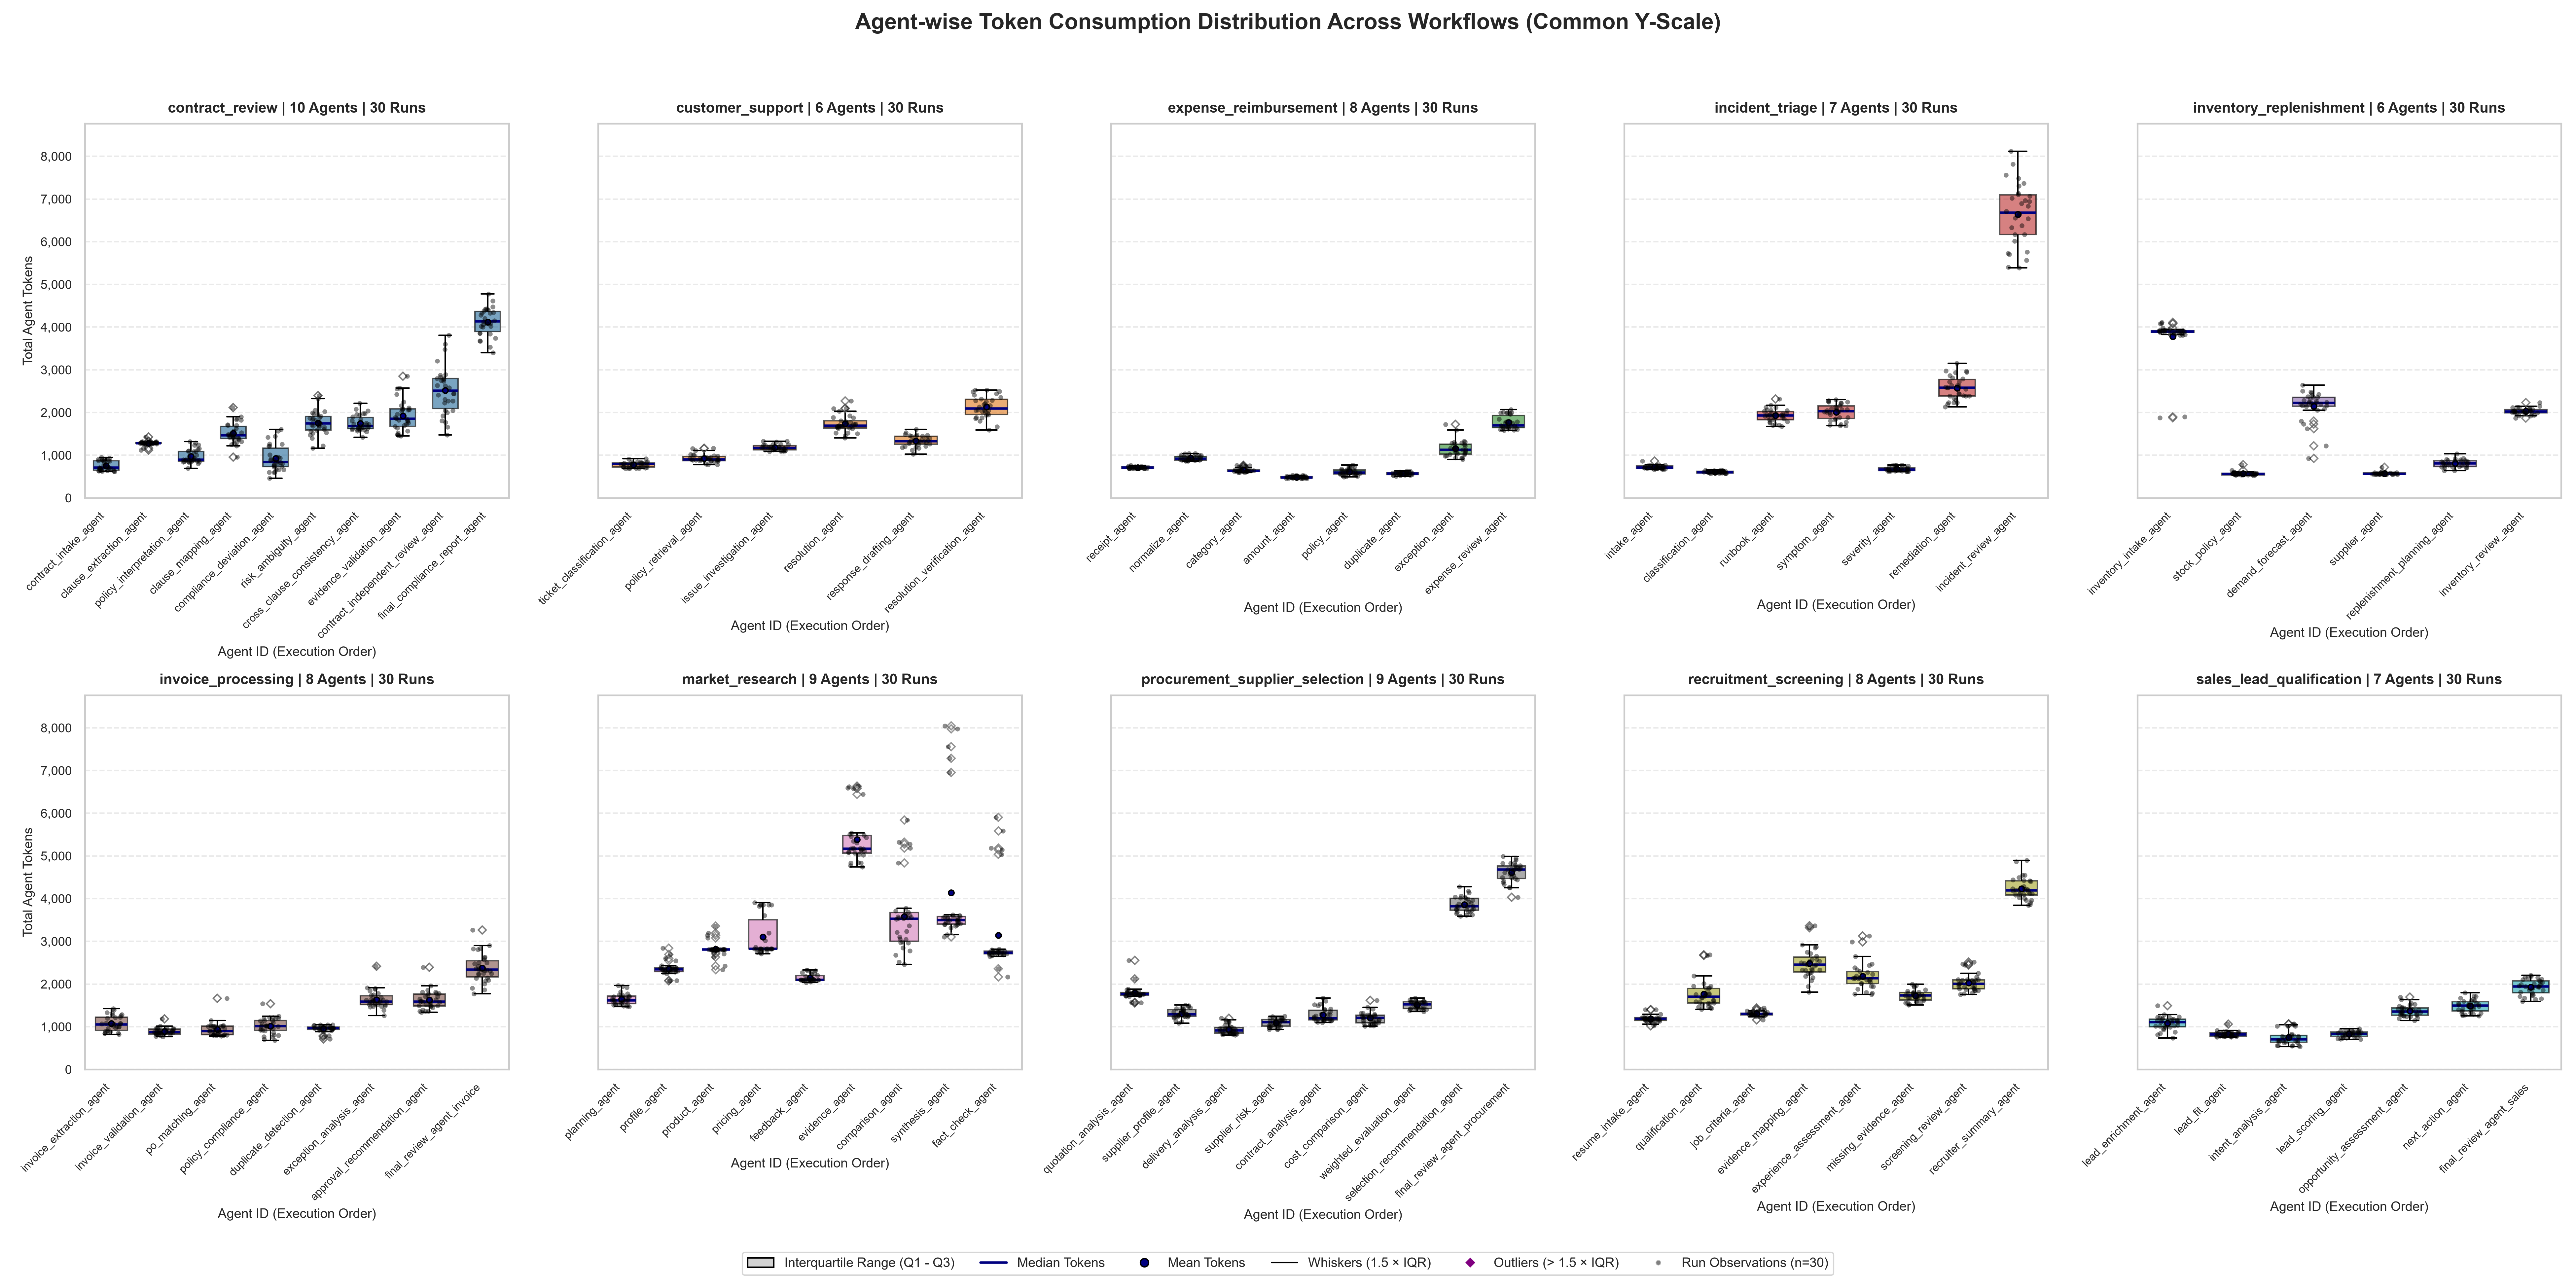 Agent-wise Token Consumption Distribution Across Workflows (Common Y-Scale)
contract_review | 10 Agents | 30 Runs
8,000
7,000
6,000
5,000
4,000
3,000
2,000
1,000
0
Total Agent Tokens
contract_intake_agent
clause_extraction_agent
policy_interpretation_agent
clause_mapping_agent
compliance_deviation_agent
risk_ambiguity_agent
cross_clause_consistency_agent
evidence_validation_agent
contract_independent_review_agent
final_compliance_report_agent
Agent ID (Execution Order)
customer_support | 6 Agents | 30 Runs
ticket_classification_agent
policy_retrieval_agent
issue_investigation_agent
resolution_agent
response_drafting_agent
resolution_verification_agent
Agent ID (Execution Order)
expense_reimbursement | 8 Agents | 30 Runs
receipt_agent
normalize_agent
category_agent
amount_agent
policy_agent
duplicate_agent
exception_agent
expense_review_agent
Agent ID (Execution Order)
incident_triage | 7 Agents | 30 Runs
intake_agent
classification_agent
runbook_agent
symptom_agent
severity_agent
remediation_agent
incident_review_agent
Agent ID (Execution Order)
inventory_replenishment | 6 Agents | 30 Runs
inventory_intake_agent
stock_policy_agent
demand_forecast_agent
supplier_agent
replenishment_planning_agent
inventory_review_agent
Agent ID (Execution Order)
invoice_processing | 8 Agents | 30 Runs
8,000
7,000
6,000
5,000
4,000
3,000
2,000
1,000
0
Total Agent Tokens
invoice_extraction_agent
invoice_validation_agent
po_matching_agent
policy_compliance_agent
duplicate_detection_agent
exception_analysis_agent
approval_recommendation_agent
final_review_agent_invoice
Agent ID (Execution Order)
market_research | 9 Agents | 30 Runs
planning_agent
profile_agent
product_agent
pricing_agent
feedback_agent
evidence_agent
comparison_agent
synthesis_agent
fact_check_agent
Agent ID (Execution Order)
procurement_supplier_selection | 9 Agents | 30 Runs
quotation_analysis_agent
supplier_profile_agent
delivery_analysis_agent
supplier_risk_agent
contract_analysis_agent
cost_comparison_agent
weighted_evaluation_agent
selection_recommendation_agent
final_review_agent_procurement
Agent ID (Execution Order)
recruitment_screening | 8 Agents | 30 Runs
resume_intake_agent
qualification_agent
job_criteria_agent
evidence_mapping_agent
experience_assessment_agent
missing_evidence_agent
screening_review_agent
recruiter_summary_agent
Agent ID (Execution Order)
sales_lead_qualification | 7 Agents | 30 Runs
lead_enrichment_agent
lead_fit_agent
intent_analysis_agent
lead_scoring_agent
opportunity_assessment_agent
next_action_agent
final_review_agent_sales
Agent ID (Execution Order)
Interquartile Range (Q1 - Q3)
Median Tokens
Mean Tokens
Whiskers (1.5 × IQR)
Outliers (> 1.5 × IQR)
Run Observations (n=30)